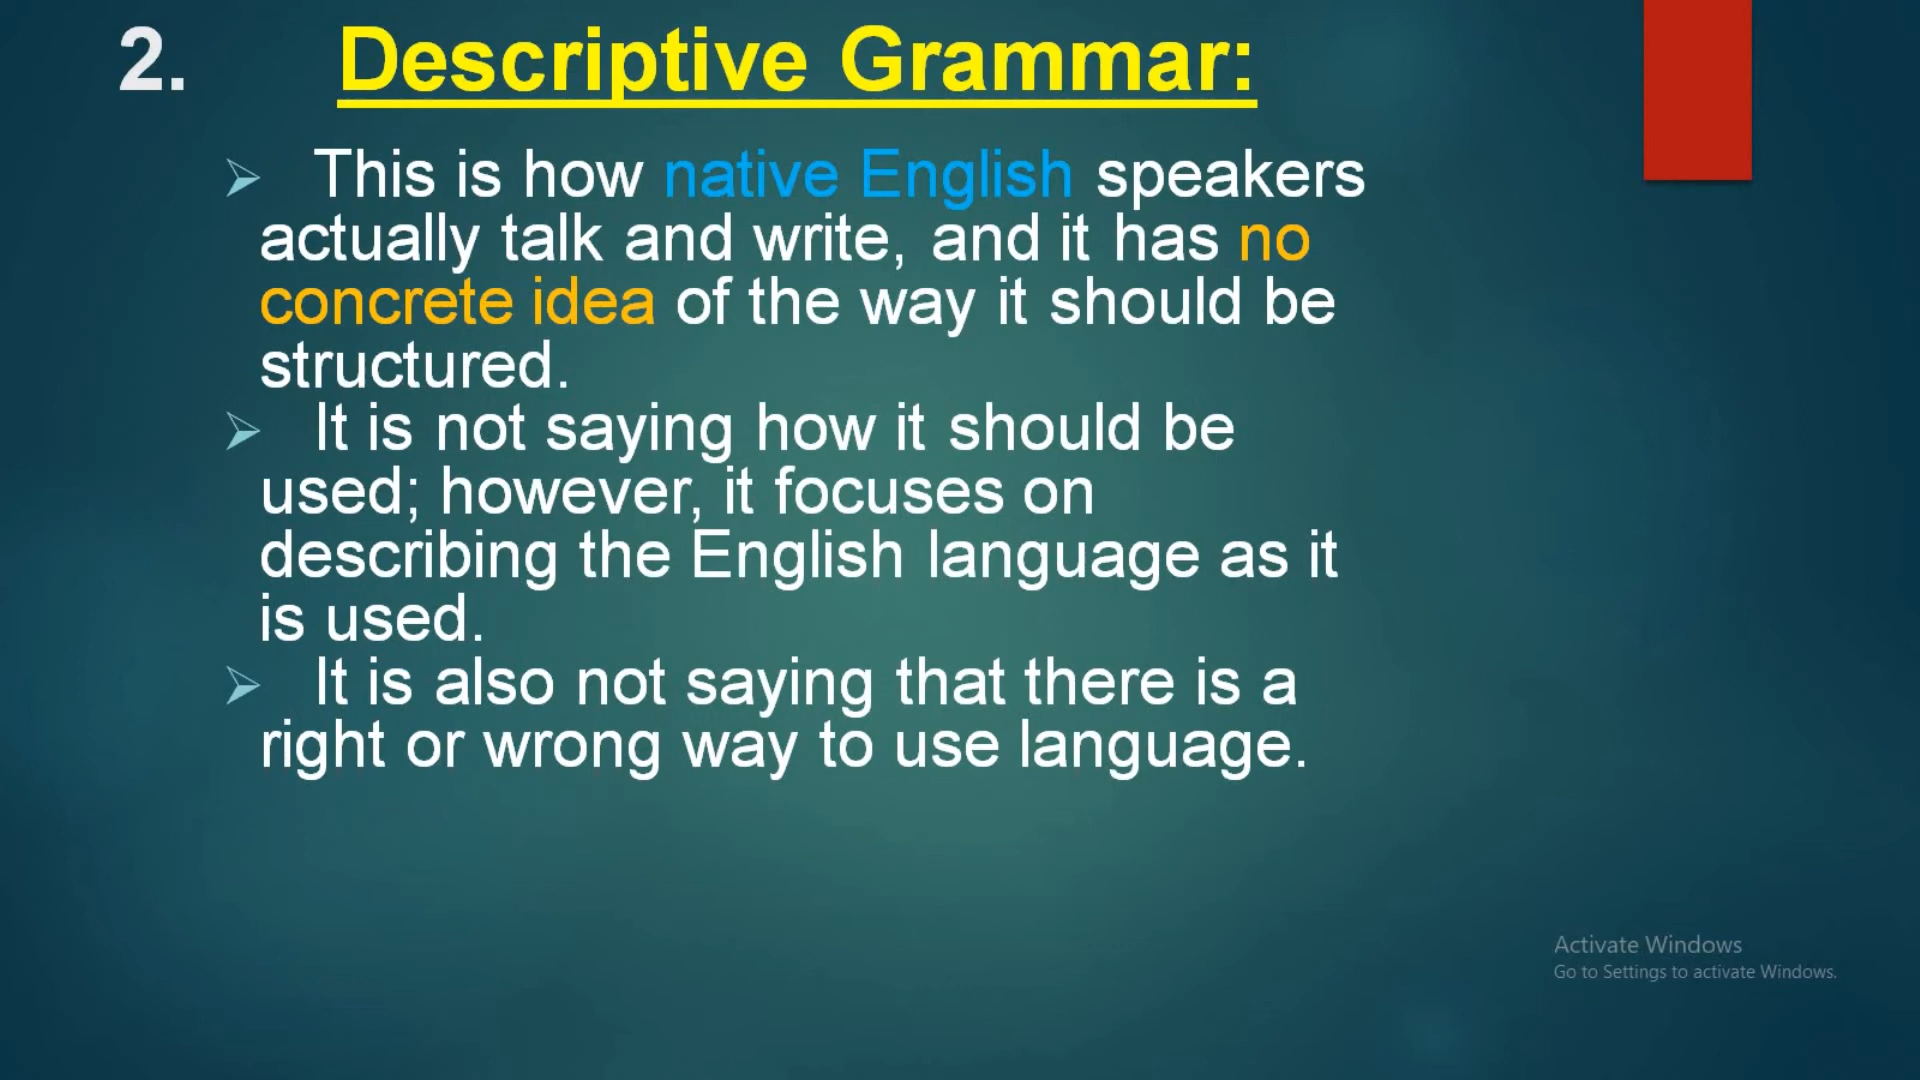 2. Descriptive Grammar:
➢ This is how native English speakers
actually talk and write, and it has no
concrete idea of the way it should be
structured.
➢ It is not saying how it should be
used; however, it focuses on
describing the English language as it
is used.
➢ It is also not saying that there is a
right or wrong way to use language.
Activate Windows
Go to Settings to activate Windows.